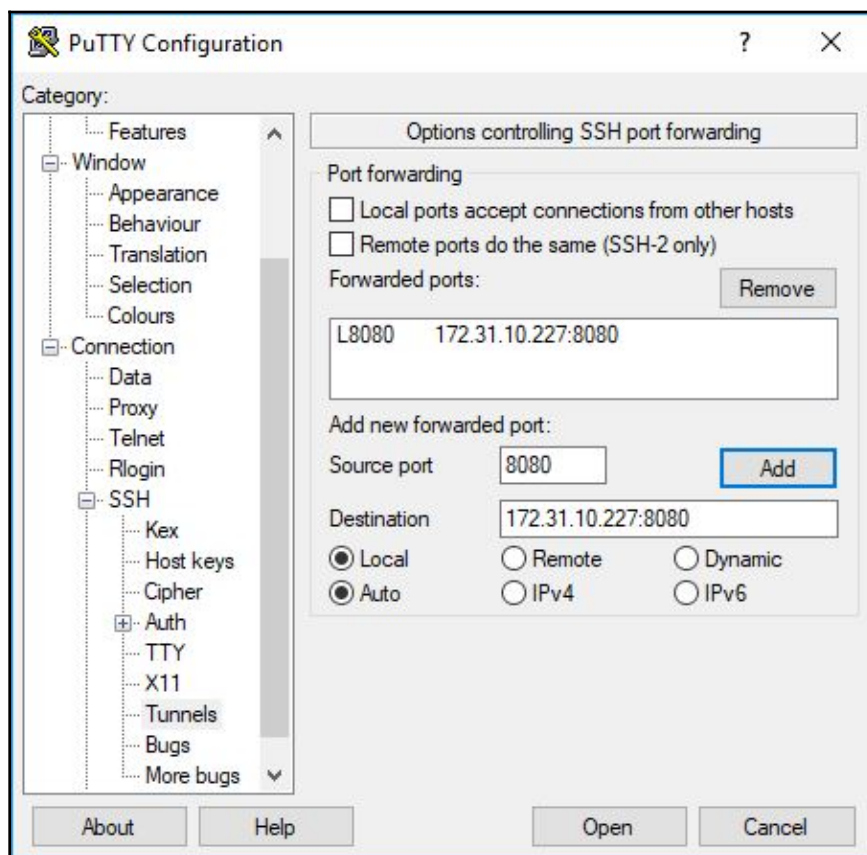 PuTTY Configuration
? X
Category:
Features
Window
Appearance
Behaviour
Translation
Selection
Colours
Connection
Data
Proxy
Telnet
Rlogin
SSH
Kex
Host keys
Cipher
Auth
TTY
X11
Tunnels
Bugs
More bugs
Options controlling SSH port forwarding
Port forwarding
Local ports accept connections from other hosts
Remote ports do the same (SSH-2 only)
Forwarded ports:
Remove
L8080 172.31.10.227:8080
Add new forwarded port:
Source port 8080 Add
Destination 172.31.10.227:8080
Local Remote Dynamic
Auto IPv4 IPv6
About Help Open Cancel